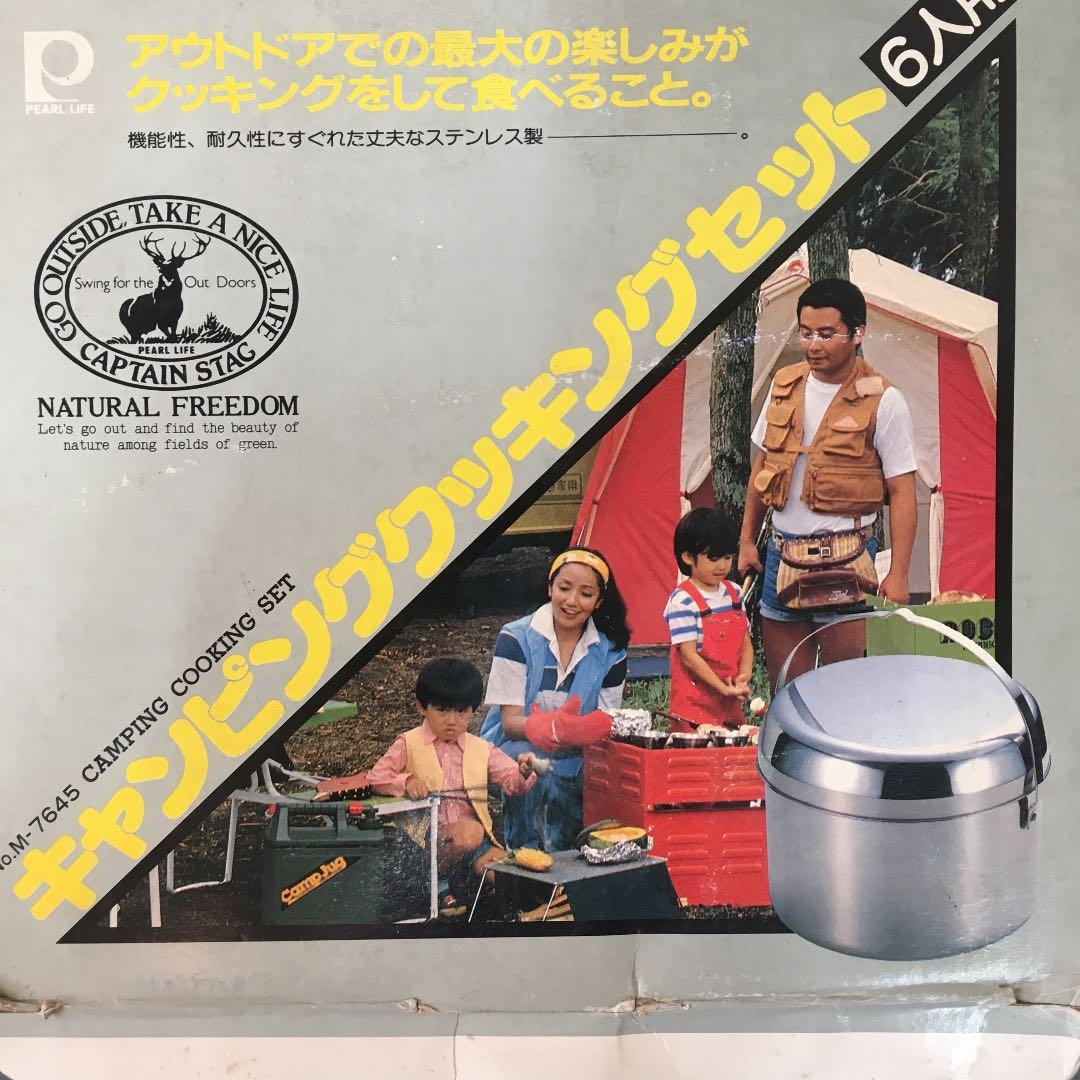 PEARL LIFE
アウトドアでの最大の楽しみが
クッキングをして食べること。
機能性、耐久性にすぐれた丈夫なステンレス製―――。
6人用
GO OUTSIDE, TAKE A NICE LIFE
Swing for the Out Doors
PEARL LIFE
CAPTAIN STAG
NATURAL FREEDOM
Let's go out and find the beauty of
nature among fields of green.
No.M-7645 CAMPING COOKING SET
キャンピングクッキングセット
Camp Jug